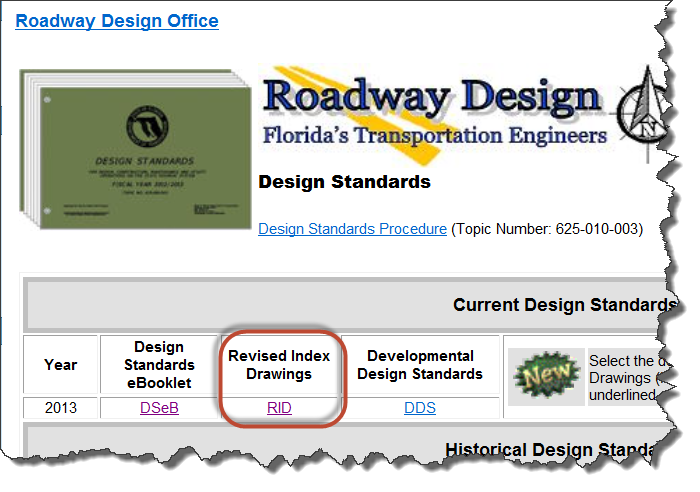 Roadway Design Office
DESIGN STANDARDS
FISCAL YEAR 2012/2013
Roadway Design
Florida's Transportation Engineers
N
Design Standards
Design Standards Procedure (Topic Number: 625-010-003)
Current Design Standards
Year
Design Standards eBooklet
Revised Index Drawings
Developmental Design Standards
New
Select the
Drawings (
underlined
2013
DSeB
RID
DDS
Historical Design Standa